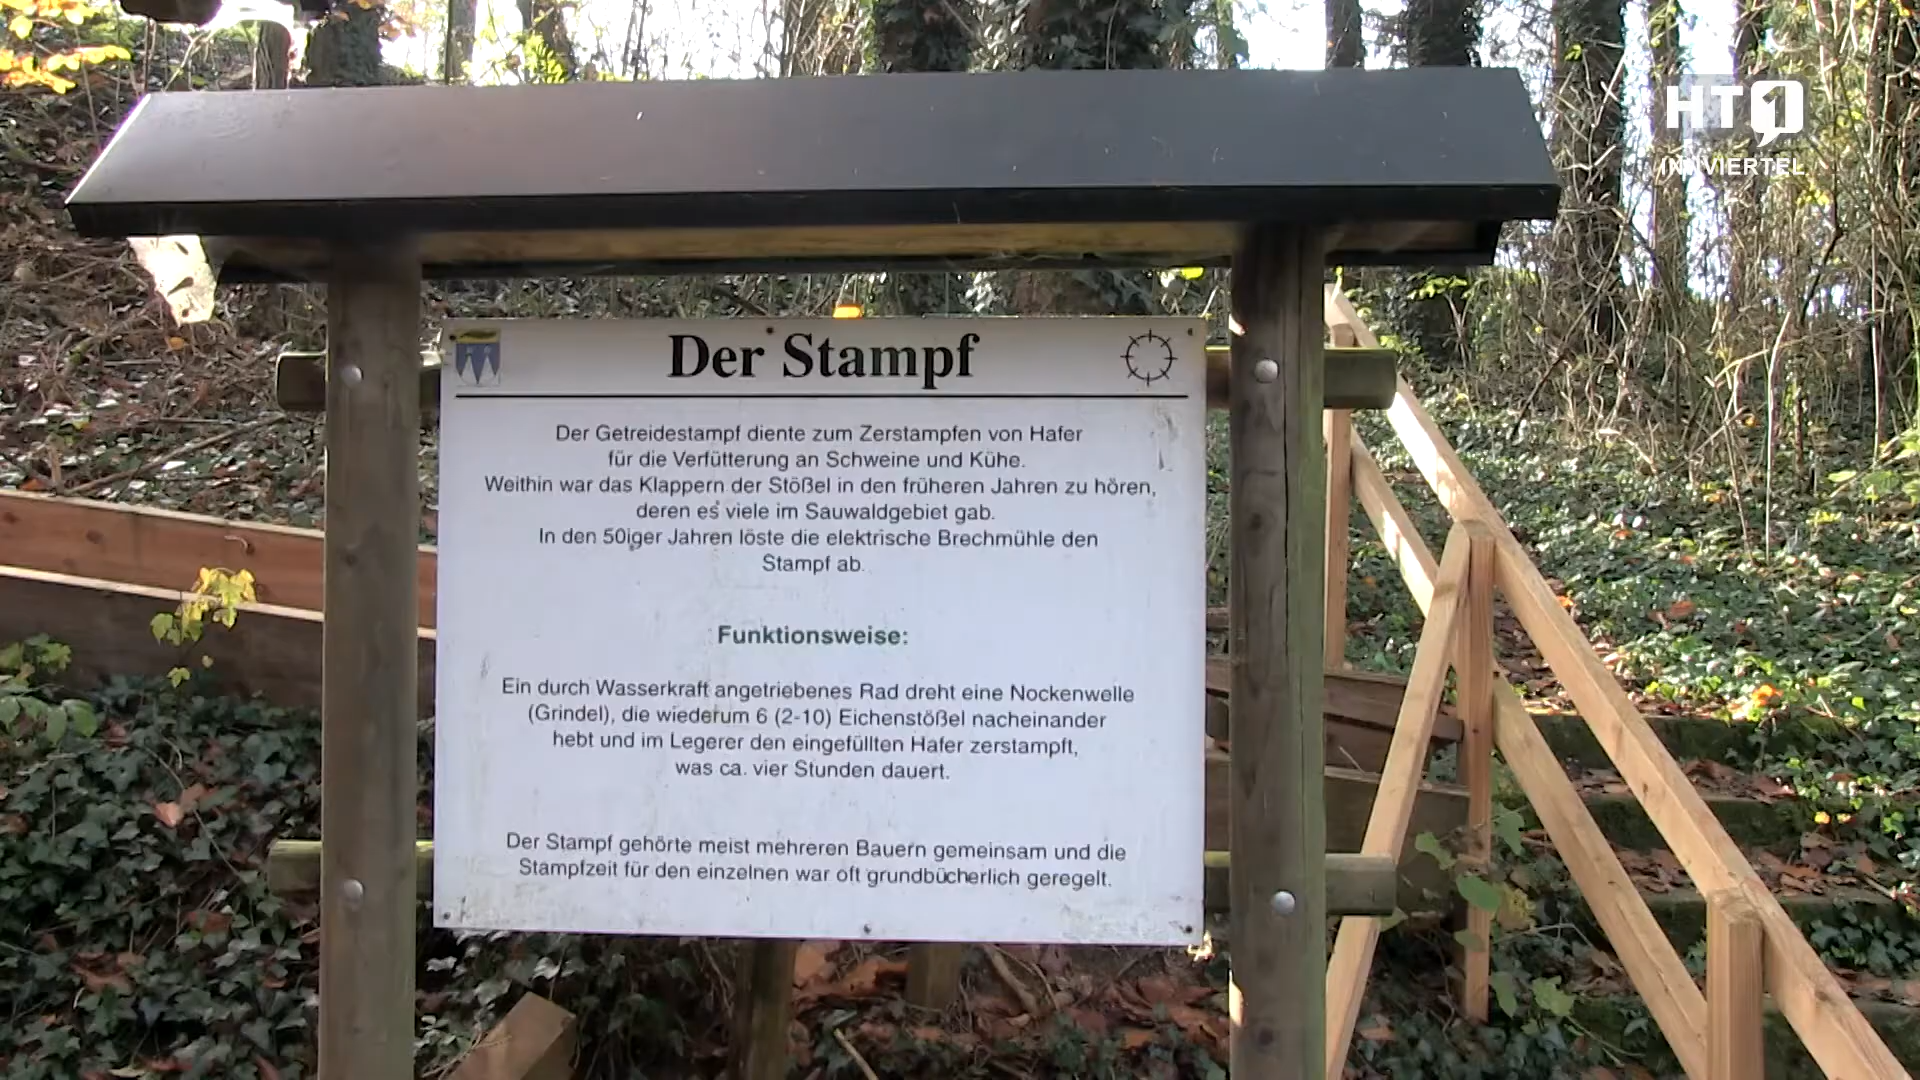 HT1
INNVIERTEL
Der Stampf
Der Getreidestampf diente zum Zerstampfen von Hafer
für die Verfütterung an Schweine und Kühe.
Weithin war das Klappern der Stößel in den früheren Jahren zu hören,
deren es viele im Sauwaldgebiet gab.
In den 50iger Jahren löste die elektrische Brechmühle den
Stampf ab.
Funktionsweise:
Ein durch Wasserkraft angetriebenes Rad dreht eine Nockenwelle
(Grindel), die wiederum 6 (2-10) Eichenstößel nacheinander
hebt und im Legerer den eingefüllten Hafer zerstampft,
was ca. vier Stunden dauert.
Der Stampf gehörte meist mehreren Bauern gemeinsam und die
Stampfzeit für den einzelnen war oft grundbücherlich geregelt.